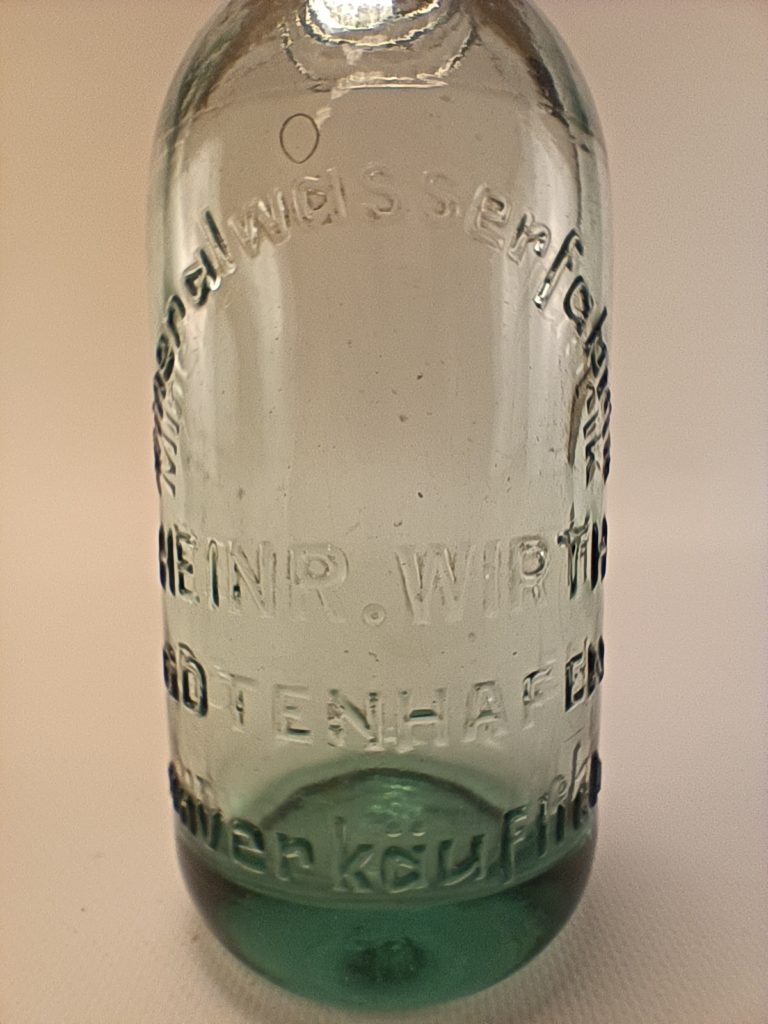 Mineralwasserfabrik
HEINR. WIRTH
GOTENHAFEN
unverkäuflich